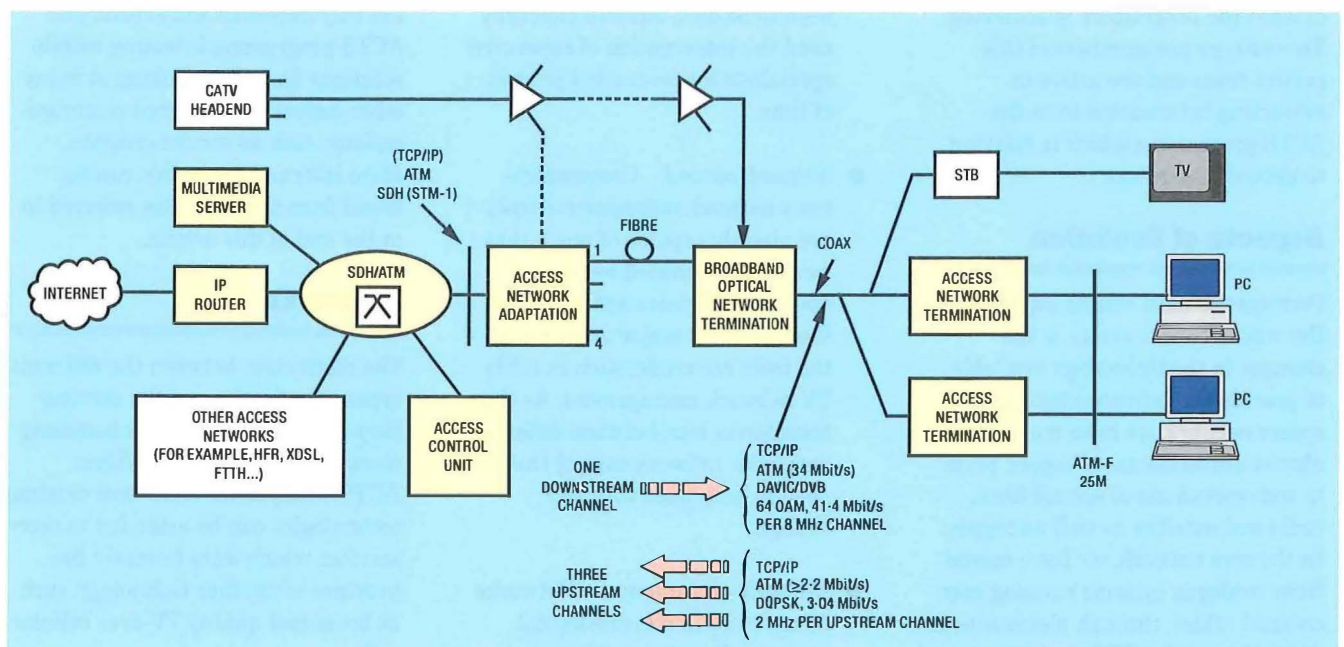 CATV
HEADEND
MULTIMEDIA
SERVER
INTERNET
IP
ROUTER
SDH/ATM
(TCP/IP)
ATM
SDH (STM-1)
ACCESS
NETWORK
ADAPTATION
1
4
FIBRE
BROADBAND
OPTICAL
NETWORK
TERMINATION
COAX
STB
TV
ACCESS
NETWORK
TERMINATION
PC
ACCESS
NETWORK
TERMINATION
PC
ATM-F
25M
OTHER ACCESS
NETWORKS
(FOR EXAMPLE, HFR, XDSL,
FTTH...)
ACCESS
CONTROL
UNIT
ONE
DOWNSTREAM
CHANNEL
TCP/IP
ATM (34 Mbit/s)
DAVIC/DVB
64 OAM, 41·4 Mbit/s
PER 8 MHz CHANNEL
THREE
UPSTREAM
CHANNELS
TCP/IP
ATM (≥2·2 Mbit/s)
DQPSK, 3·04 Mbit/s
2 MHz PER UPSTREAM CHANNEL